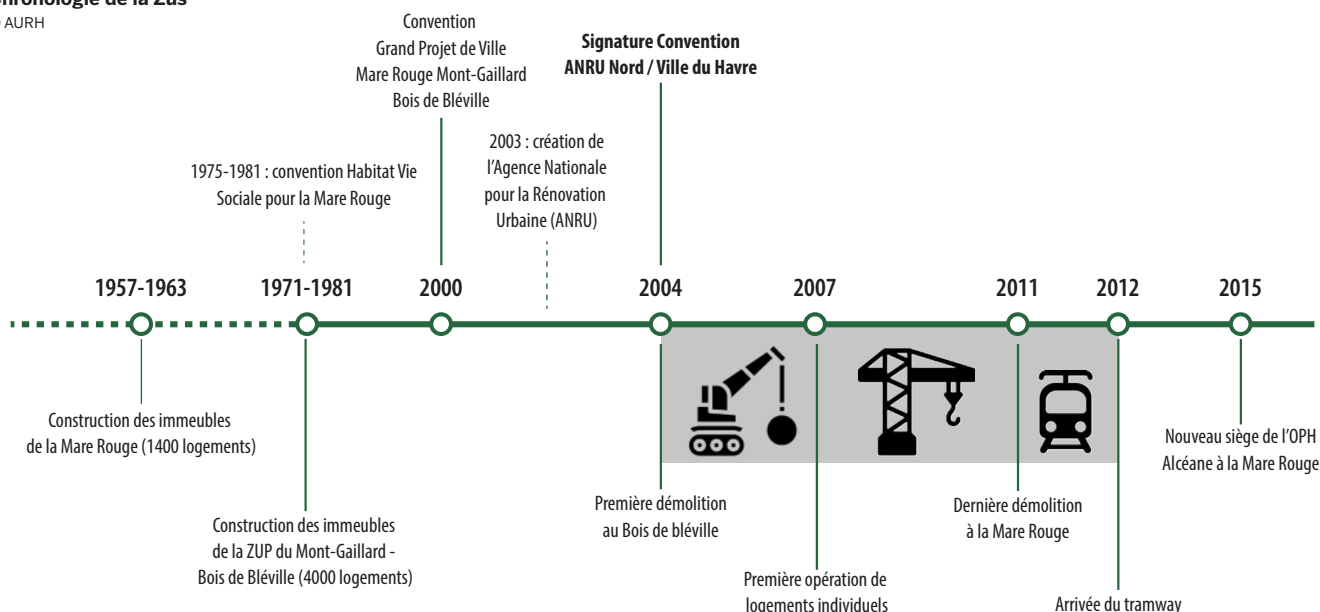 hronologie de la Zus
AURH
Convention
Grand Projet de Ville
Mare Rouge Mont-Gaillard
Bois de Bléville
Signature Convention
ANRU Nord / Ville du Havre
2003 : création de
l'Agence Nationale
pour la Rénovation
Urbaine (ANRU)
1975-1981 : convention Habitat Vie
Sociale pour la Mare Rouge
1957-1963
1971-1981
2000
2004
2007
2011
2012
2015
Construction des immeubles
de la Mare Rouge (1400 logements)
Construction des immeubles
de la ZUP du Mont-Gaillard -
Bois de Bléville (4000 logements)
Première démolition
au Bois de bléville
Première opération de
logements individuels
Dernière démolition
à la Mare Rouge
Arrivée du tramway
Nouveau siège de l'OPH
Alcéane à la Mare Rouge